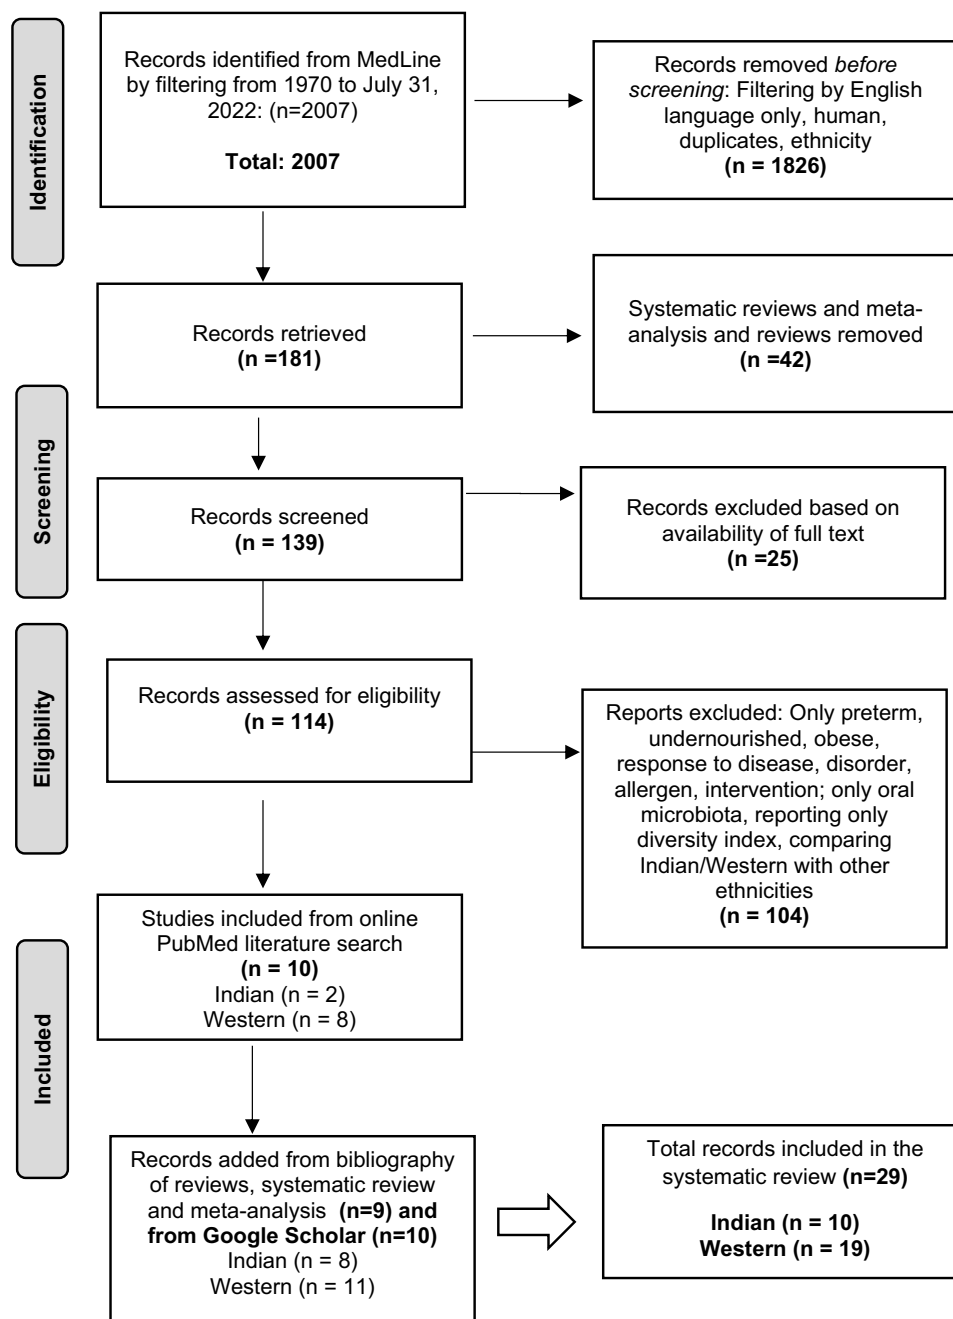 Identification
Records identified from MedLine
by filtering from 1970 to July 31,
2022: (n=2007)
Total: 2007
Records removed before
screening: Filtering by English
language only, human,
duplicates, ethnicity
(n = 1826)
Records retrieved
(n =181)
Systematic reviews and meta-
analysis and reviews removed
(n =42)
Screening
Records screened
(n = 139)
Records excluded based on
availability of full text
(n =25)
Eligibility
Records assessed for eligibility
(n = 114)
Reports excluded: Only preterm,
undernourished, obese,
response to disease, disorder,
allergen, intervention; only oral
microbiota, reporting only
diversity index, comparing
Indian/Western with other
ethnicities
(n = 104)
Included
Studies included from online
PubMed literature search
(n = 10)
Indian (n = 2)
Western (n = 8)
Records added from bibliography
of reviews, systematic review
and meta-analysis (n=9) and
from Google Scholar (n=10)
Indian (n = 8)
Western (n = 11)
Total records included in the
systematic review (n=29)
Indian (n = 10)
Western (n = 19)